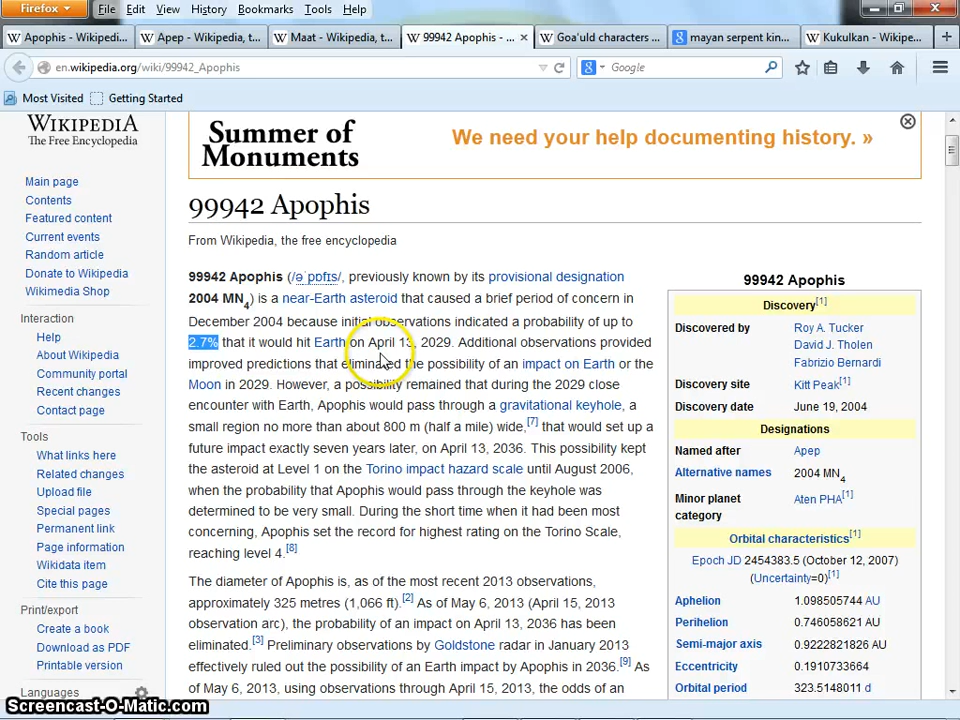 Firefox
File Edit View History Bookmarks Tools Help
Apophis - Wikipedi...
Apep - Wikipedia, t...
Maat - Wikipedia, t...
99942 Apophis - ...
Goa'uld characters ...
mayan serpent kin...
Kukulkan - Wikipe...
en.wikipedia.org/wiki/99942_Apophis
Google
Most Visited
Getting Started
WIKIPEDIA
The Free Encyclopedia
Main page
Contents
Featured content
Current events
Random article
Donate to Wikipedia
Wikimedia Shop
Interaction
Help
About Wikipedia
Community portal
Recent changes
Contact page
Tools
What links here
Related changes
Upload file
Special pages
Permanent link
Page information
Wikidata item
Cite this page
Print/export
Create a book
Download as PDF
Printable version
Languages
Summer of
Monuments
We need your help documenting history. »
99942 Apophis
From Wikipedia, the free encyclopedia
99942 Apophis (/əˈpɒfɪs/, previously known by its provisional designation
2004 MN4) is a near-Earth asteroid that caused a brief period of concern in
December 2004 because initial observations indicated a probability of up to
2.7% that it would hit Earth on April 13, 2029. Additional observations provided
improved predictions that eliminated the possibility of an impact on Earth or the
Moon in 2029. However, a possibility remained that during the 2029 close
encounter with Earth, Apophis would pass through a gravitational keyhole, a
small region no more than about 800 m (half a mile) wide,[7] that would set up a
future impact exactly seven years later, on April 13, 2036. This possibility kept
the asteroid at Level 1 on the Torino impact hazard scale until August 2006,
when the probability that Apophis would pass through the keyhole was
determined to be very small. During the short time when it had been most
concerning, Apophis set the record for highest rating on the Torino Scale,
reaching level 4.[8]
The diameter of Apophis is, as of the most recent 2013 observations,
approximately 325 metres (1,066 ft).[2] As of May 6, 2013 (April 15, 2013
observation arc), the probability of an impact on April 13, 2036 has been
eliminated.[3] Preliminary observations by Goldstone radar in January 2013
effectively ruled out the possibility of an Earth impact by Apophis in 2036.[9] As
of May 6, 2013, using observations through April 15, 2013, the odds of an
99942 Apophis
Discovery[1]
Discovered by Roy A. Tucker
David J. Tholen
Fabrizio Bernardi
Discovery site Kitt Peak[1]
Discovery date June 19, 2004
Designations
Named after Apep
Alternative names 2004 MN4
Minor planet Aten PHA[1]
category
Orbital characteristics[1]
Epoch JD 2454383.5 (October 12, 2007)
(Uncertainty=0)[1]
Aphelion 1.098505744 AU
Perihelion 0.746058621 AU
Semi-major axis 0.9222821826 AU
Eccentricity 0.1910733664
Orbital period 323.5148011 d
Screencast-O-Matic.com